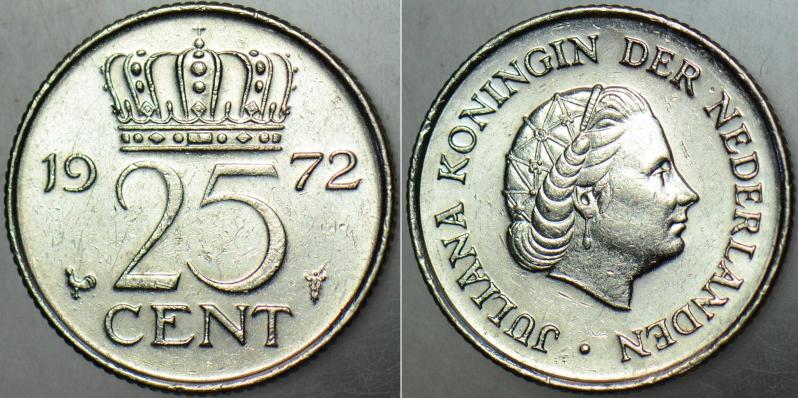 19 72
25
CENT
JULIANA KONINGIN DER NEDERLANDEN